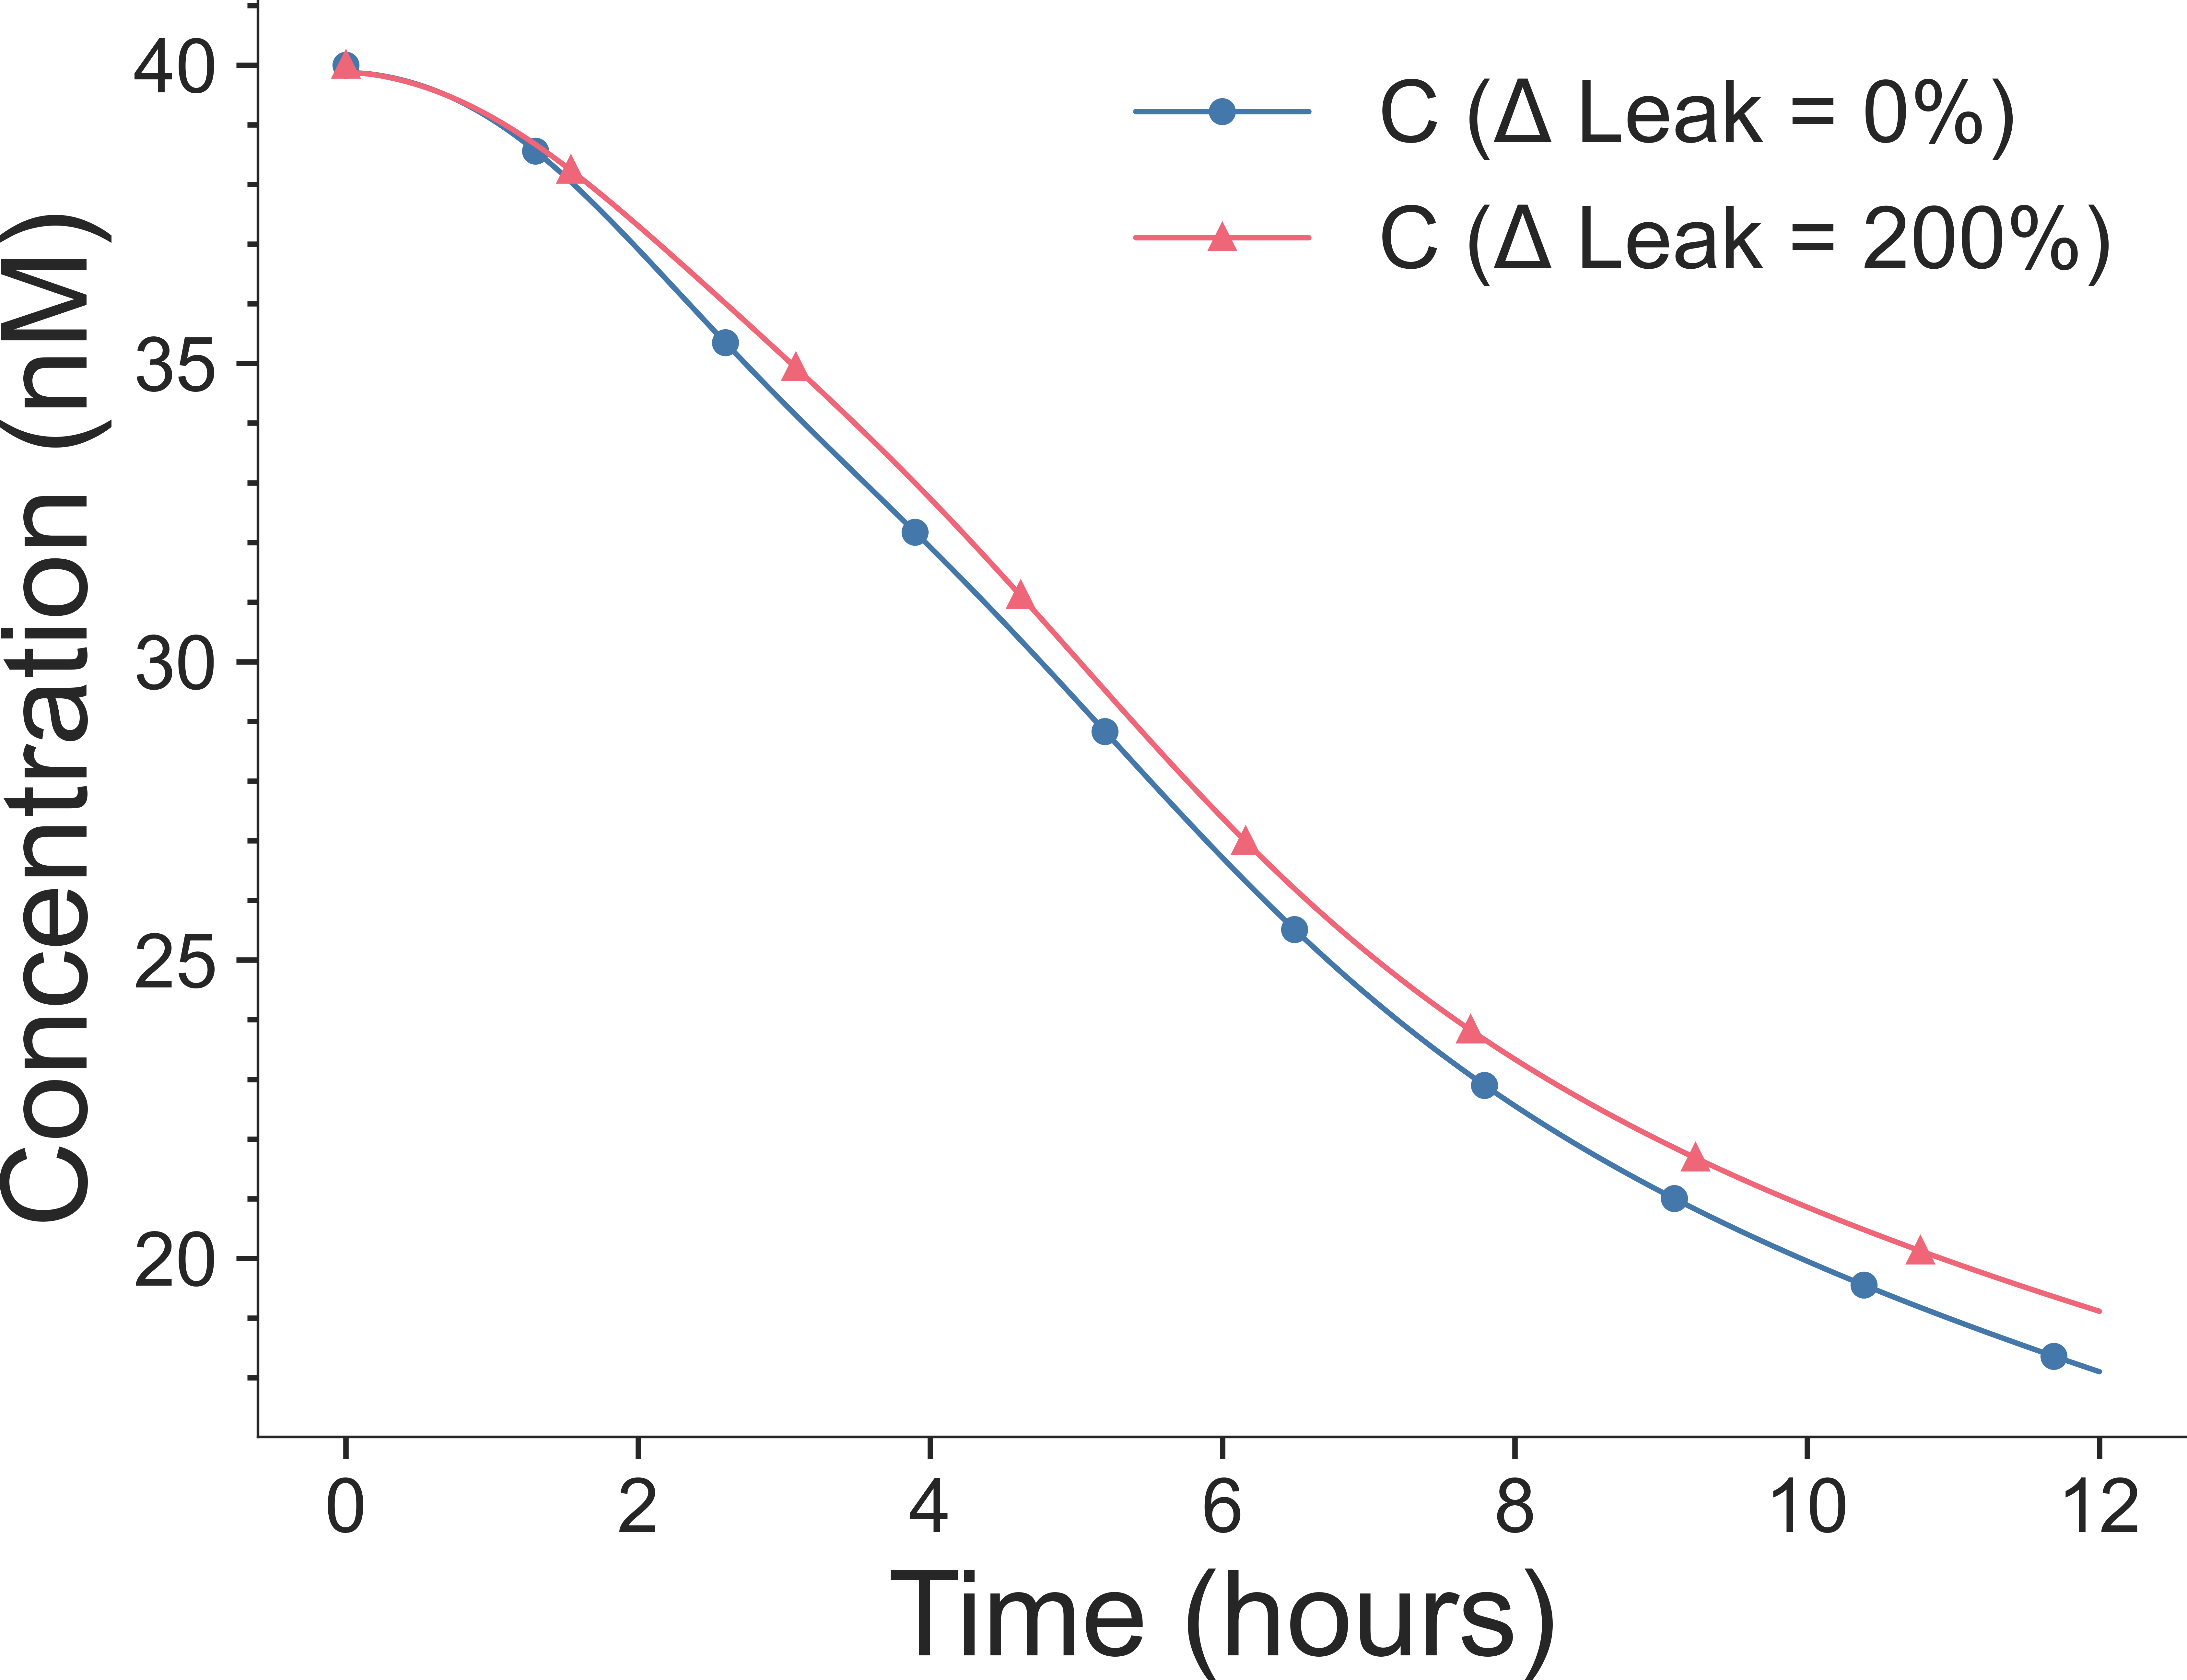 C (Δ Leak = 0%)
C (Δ Leak = 200%)
Concentration (nM)
40
35
30
25
20
0 2 4 6 8 10 12
Time (hours)